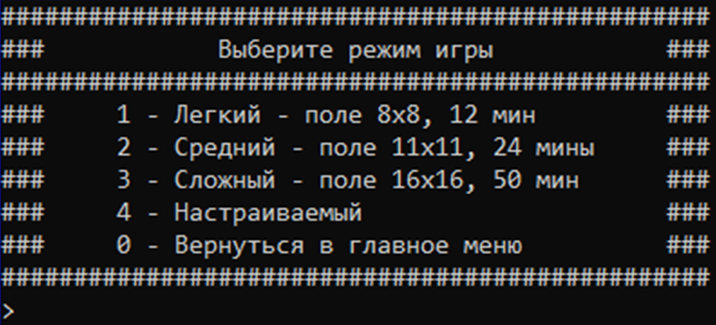 #################################################
###            Выберите режим игры            ###
#################################################
###     1 - Легкий - поле 8x8, 12 мин         ###
###     2 - Средний - поле 11x11, 24 мины     ###
###     3 - Сложный - поле 16x16, 50 мин      ###
###     4 - Настраиваемый                     ###
###     0 - Вернуться в главное меню          ###
#################################################
>